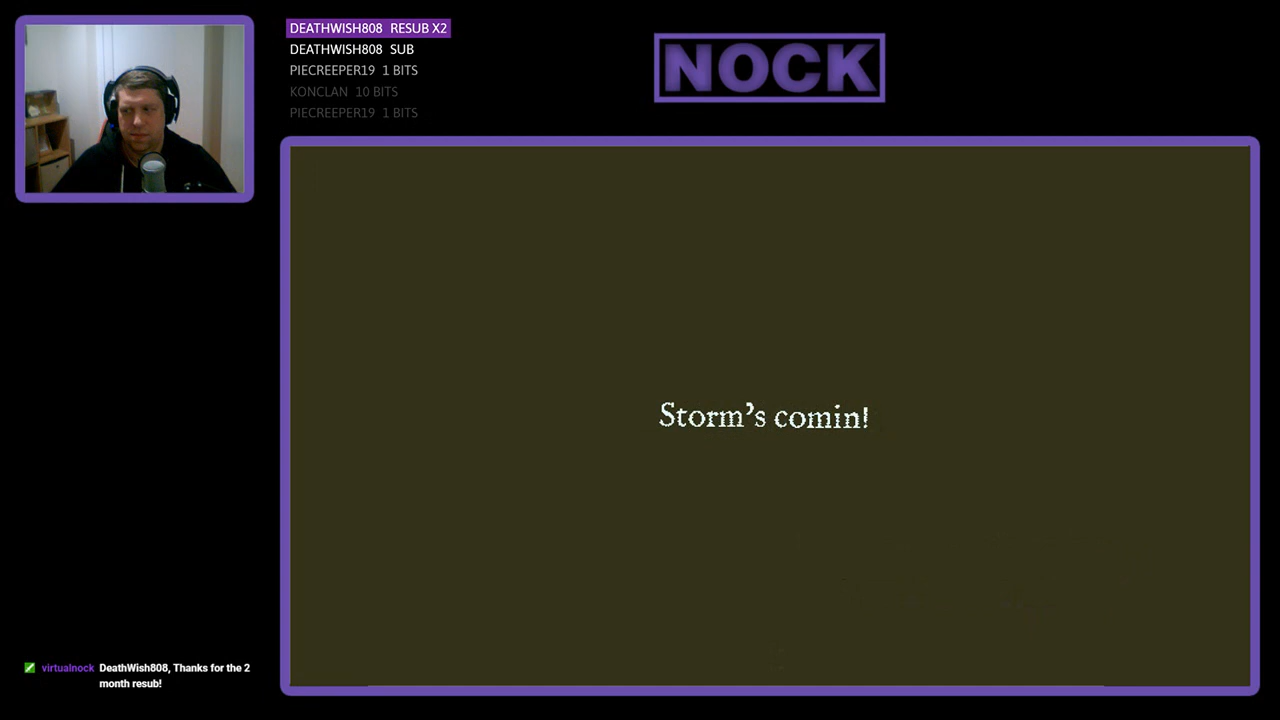 DEATHWISH808 RESUB X2
DEATHWISH808 SUB
PIECREEPER19 1 BITS
KONCLAN 10 BITS
PIECREEPER19 1 BITS
NOCK
Storm's comin!
virtualnock DeathWish808, Thanks for the 2
month resub!